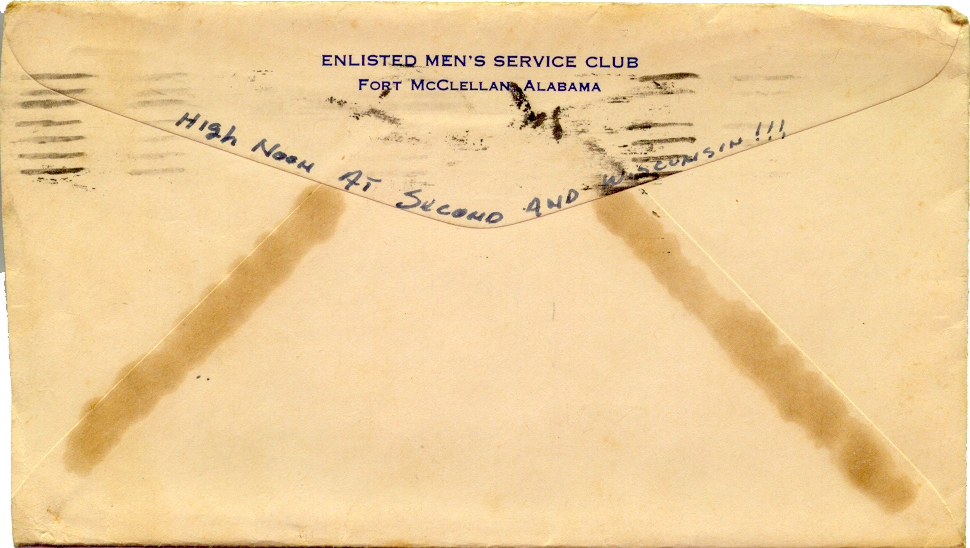 ENLISTED MEN'S SERVICE CLUB
FORT MCCLELLAN, ALABAMA
HIgh NOON AT SECOND AND WISCONSIN!!!